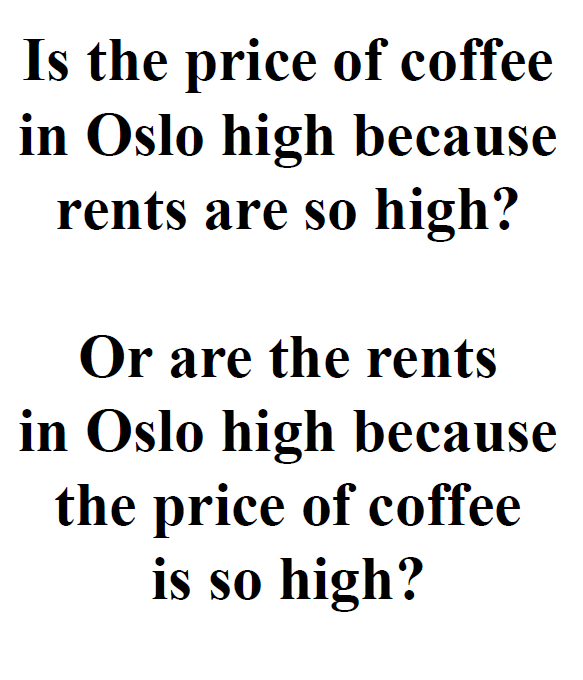 Is the price of coffee
in Oslo high because
rents are so high?
Or are the rents
in Oslo high because
the price of coffee
is so high?